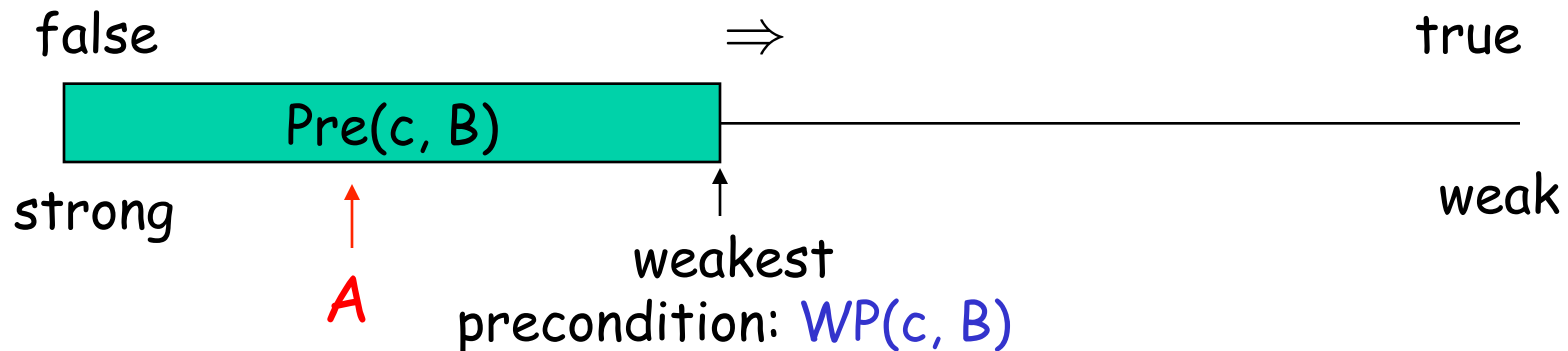 false ⇒ true
Pre(c, B)
strong weak
A
weakest
precondition: WP(c, B)